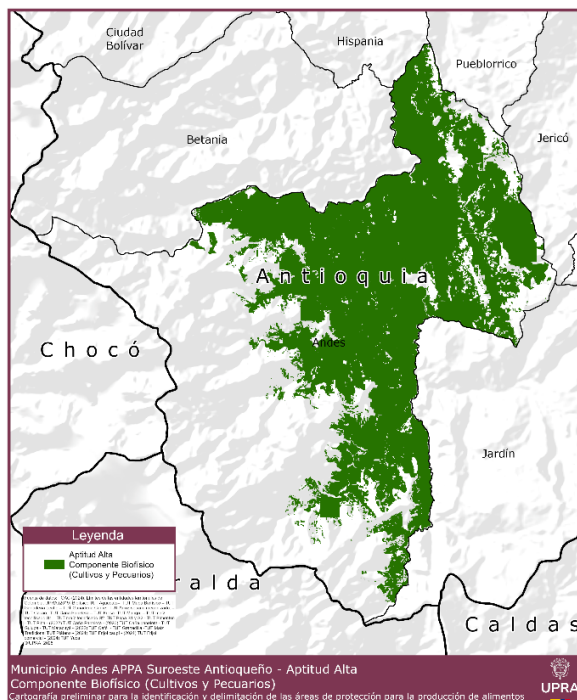 Ciudad
Bolívar
Hispania
Pueblorrico
Betania
Jericó
Antioquia
Chocó
Andes
Jardín
Leyenda
Aptitud Alta
Componente Biofísico
(Cultivos y Pecuarios)
ralda
Caldas
Municipio Andes APPA Suroeste Antioqueño - Aptitud Alta
Componente Biofísico (Cultivos y Pecuarios)
Cartografía preliminar para la identificación y delimitación de las áreas de protección para la producción de alimentos
UPRA